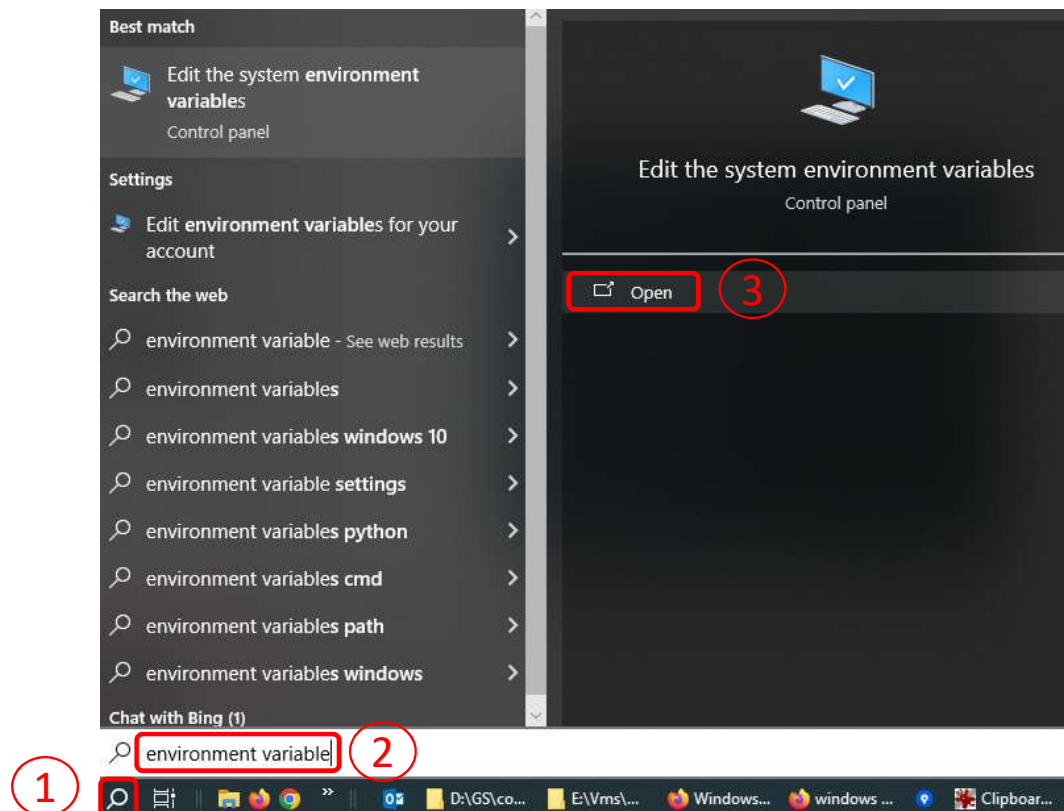 Best match
Edit the system environment
variables
Control panel
Settings
Edit environment variables for your
account
Search the web
environment variable - See web results
environment variables
environment variables windows 10
environment variable settings
environment variables python
environment variables cmd
environment variables path
environment variables windows
Chat with Bing (1)
Edit the system environment variables
Control panel
Open
3
environment variable
2
1
» D:\GS\co... E:\Vms\... Windows... windows ... Clipboar...